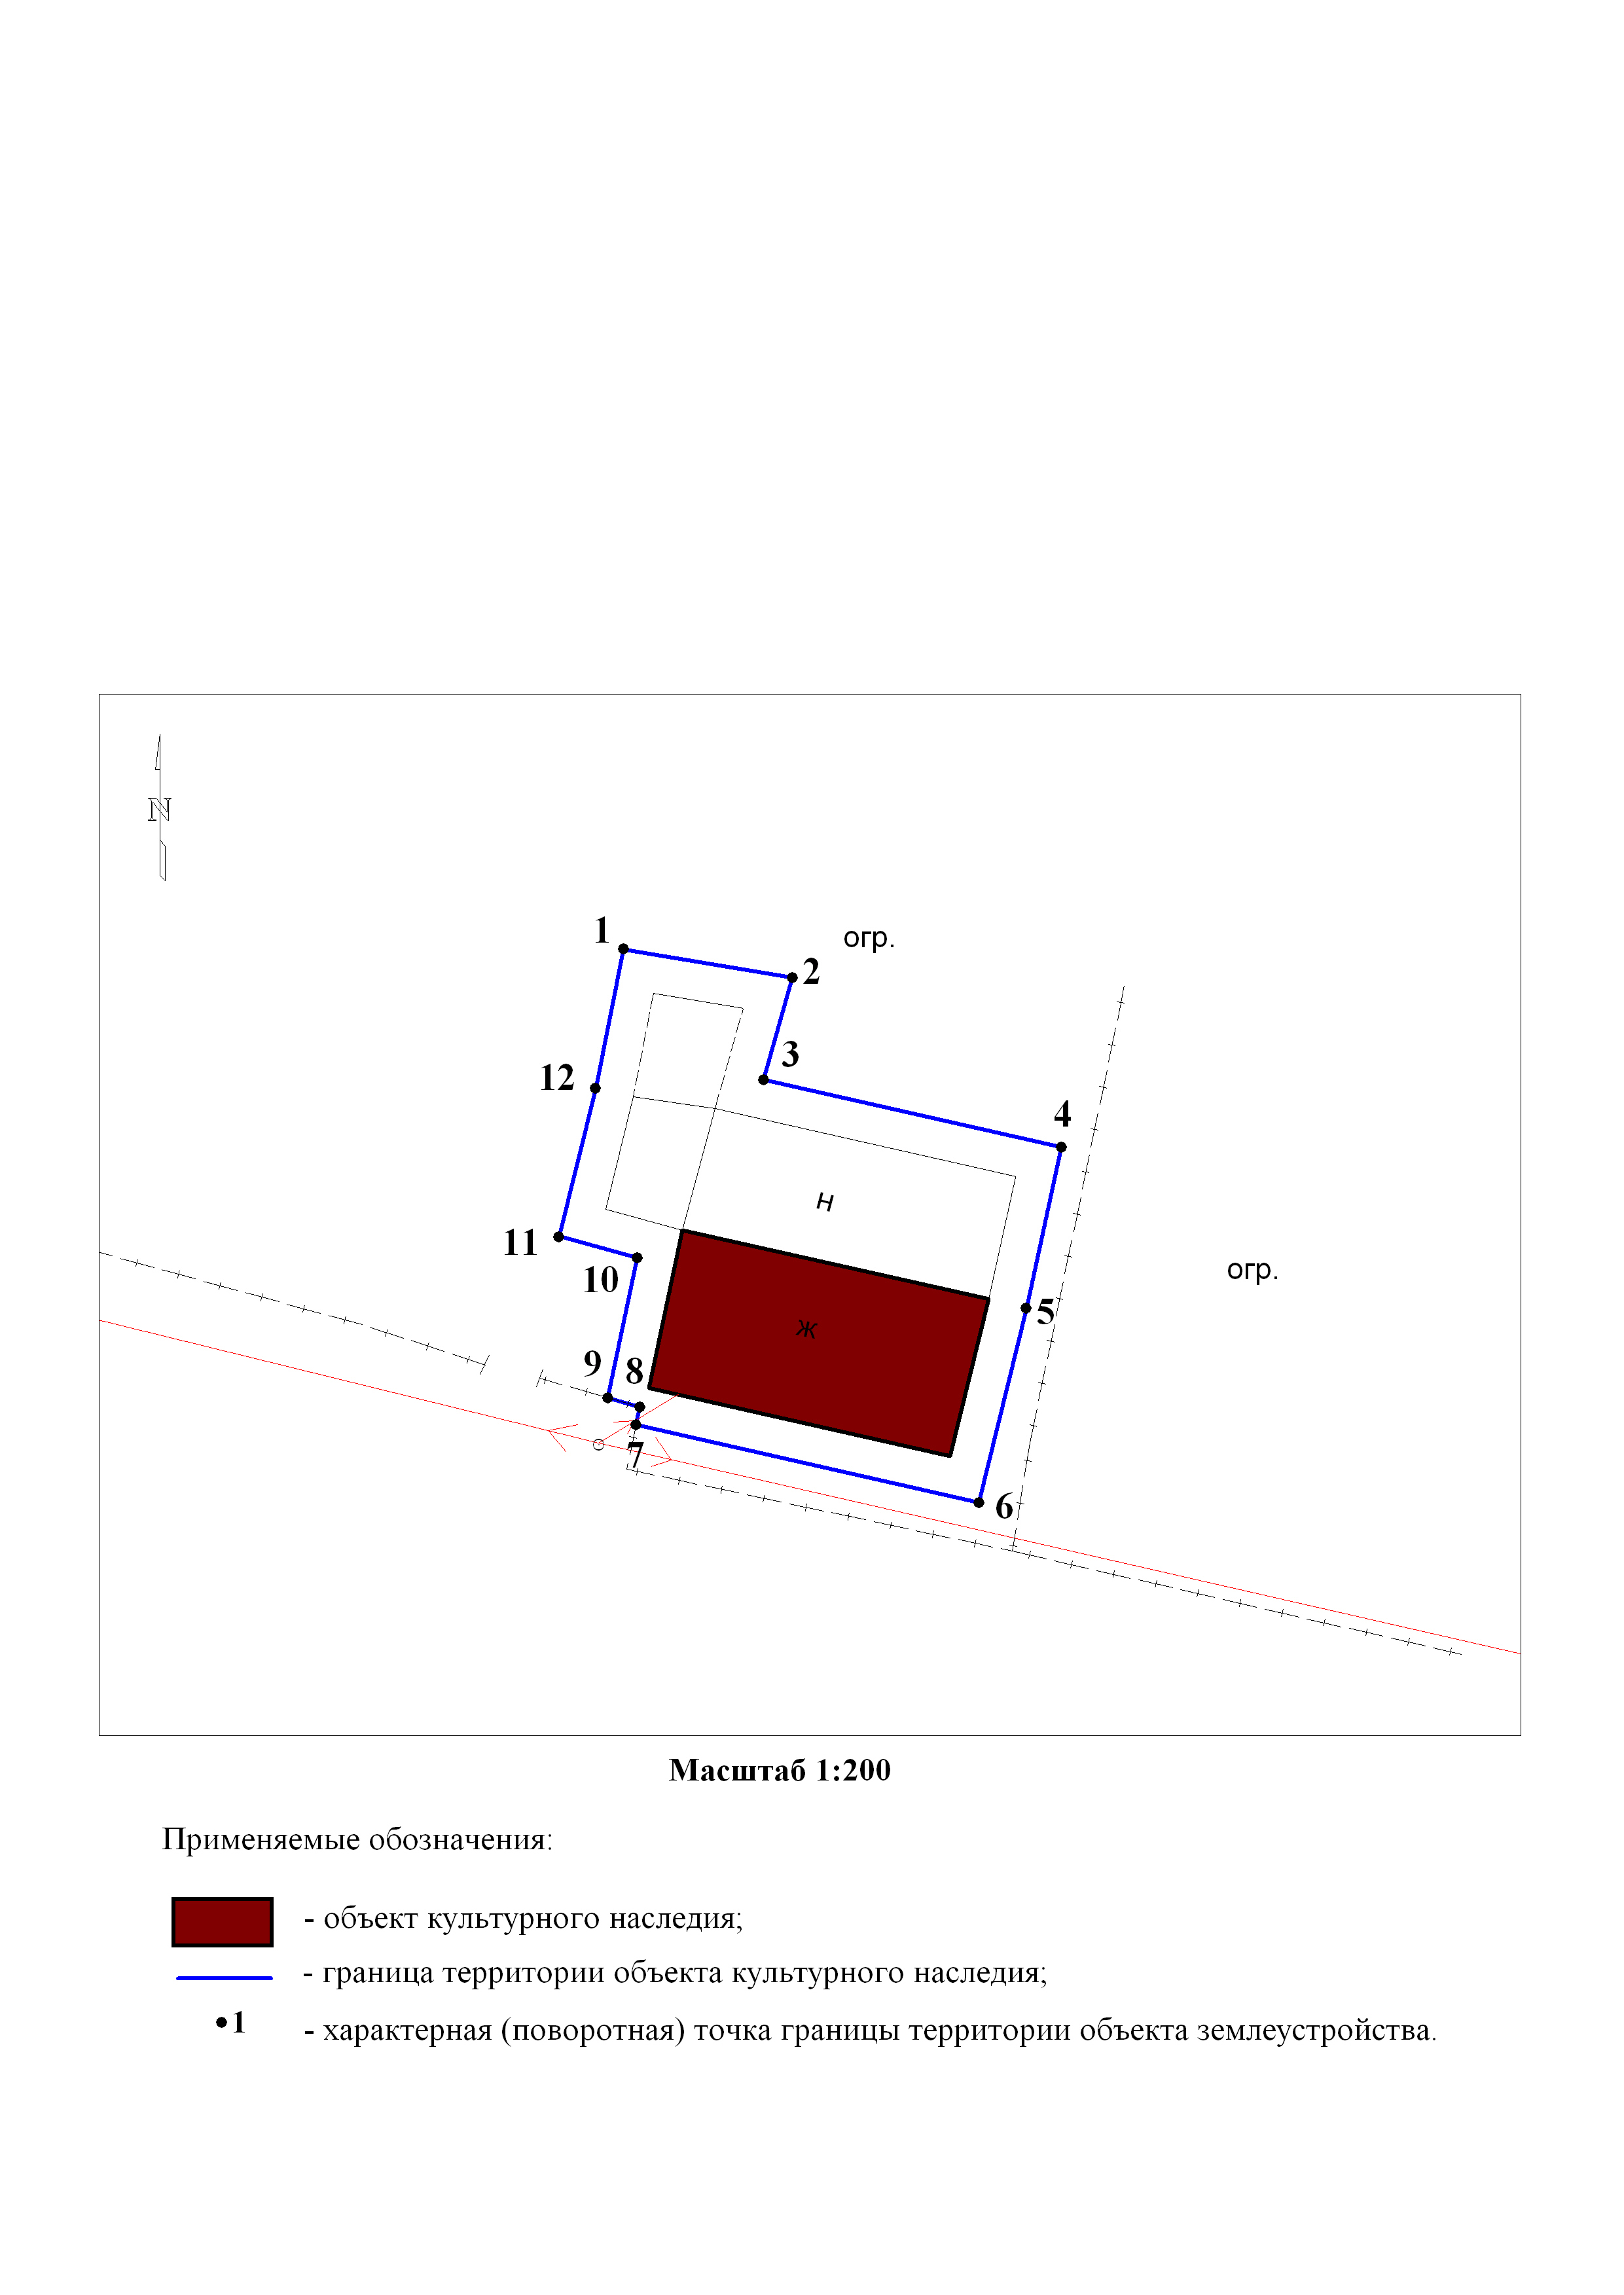 N
1
огр.
2
3
12
4
н
11
10
огр.
5
ж
9
8
7
6
Масштаб 1:200
Применяемые обозначения:
- объект культурного наследия;
- граница территории объекта культурного наследия;
1 - характерная (поворотная) точка границы территории объекта землеустройства.